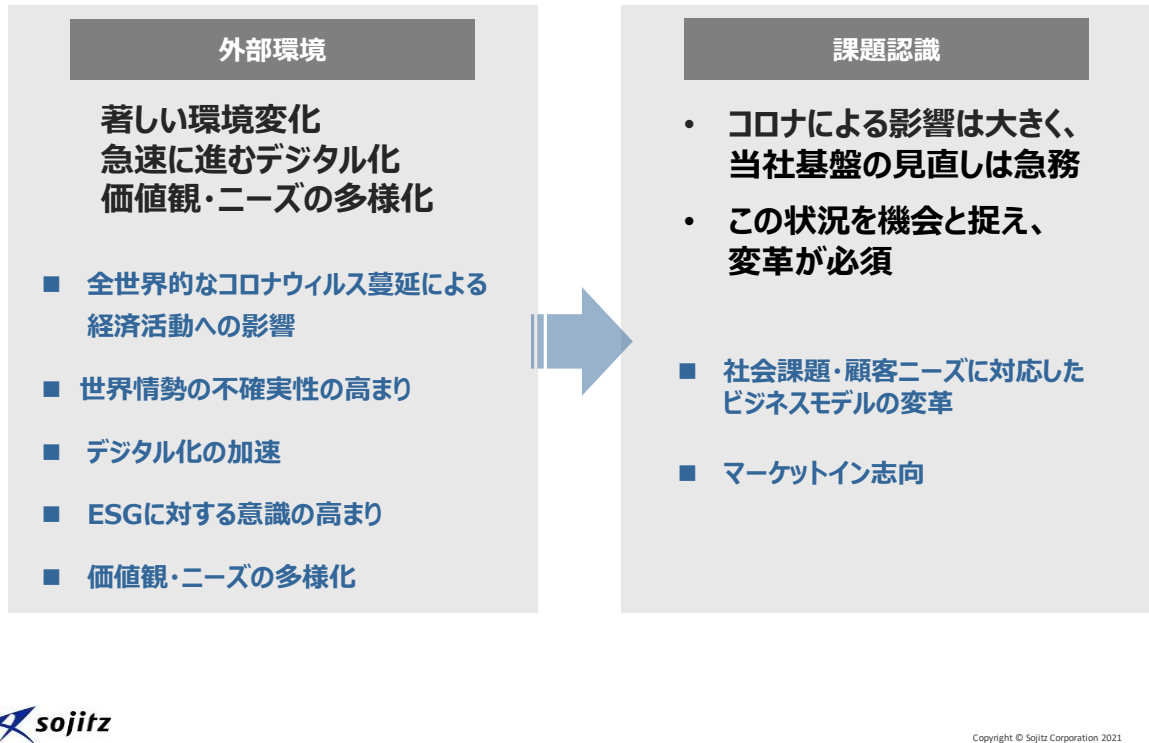 外部環境
著しい環境変化
急速に進むデジタル化
価値観・ニーズの多様化
■ 全世界的なコロナウィルス蔓延による
経済活動への影響
■ 世界情勢の不確実性の高まり
■ デジタル化の加速
■ ESGに対する意識の高まり
■ 価値観・ニーズの多様化
課題認識
• コロナによる影響は大きく、
当社基盤の見直しは急務
• この状況を機会と捉え、
変革が必須
■ 社会課題・顧客ニーズに対応した
ビジネスモデルの変革
■ マーケットイン志向
sojitz
Copyright © Sojitz Corporation 2021